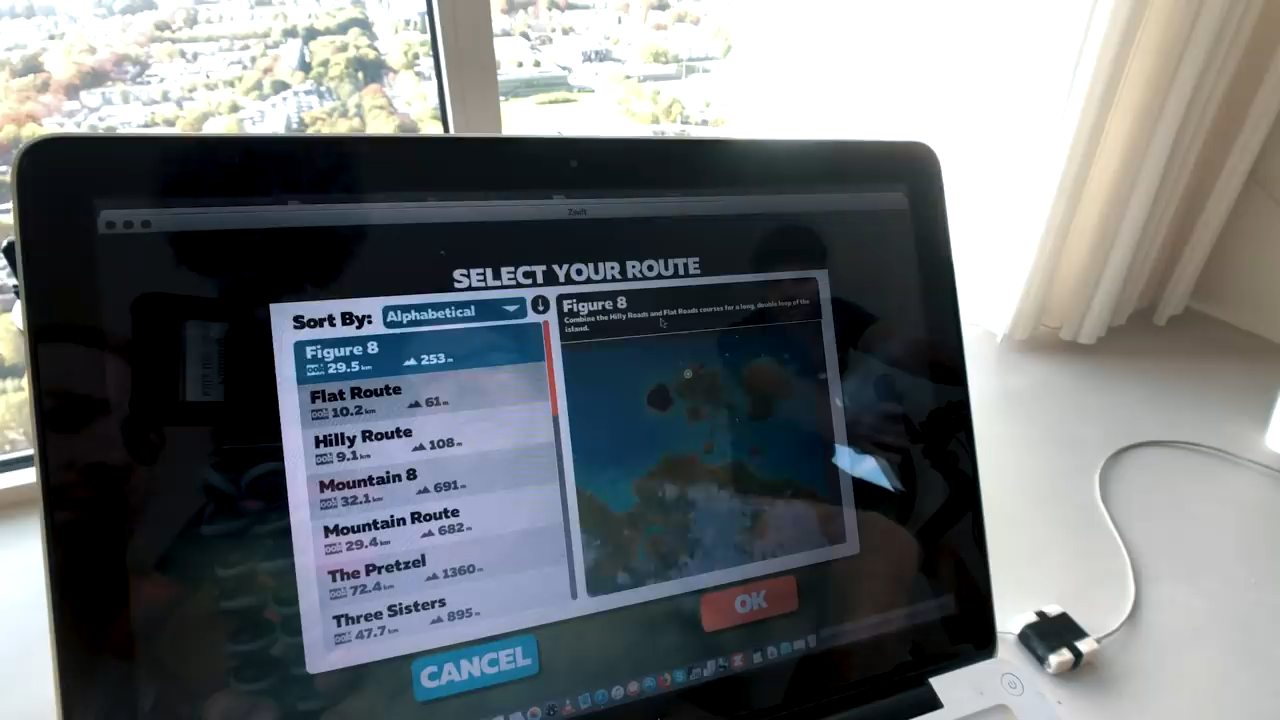 Zwift
SELECT YOUR ROUTE
Sort By: Alphabetical
Figure 8
29.5 km 253 m
Flat Route
10.2 km 61 m
Hilly Route
9.1 km 108 m
Mountain 8
32.1 km 691 m
Mountain Route
29.4 km 682 m
The Pretzel
72.4 km 1360 m
Three Sisters
47.7 km 895 m
Figure 8
Combine the Hilly Roads and Flat Roads courses for a long, double loop of the
island.
OK
CANCEL